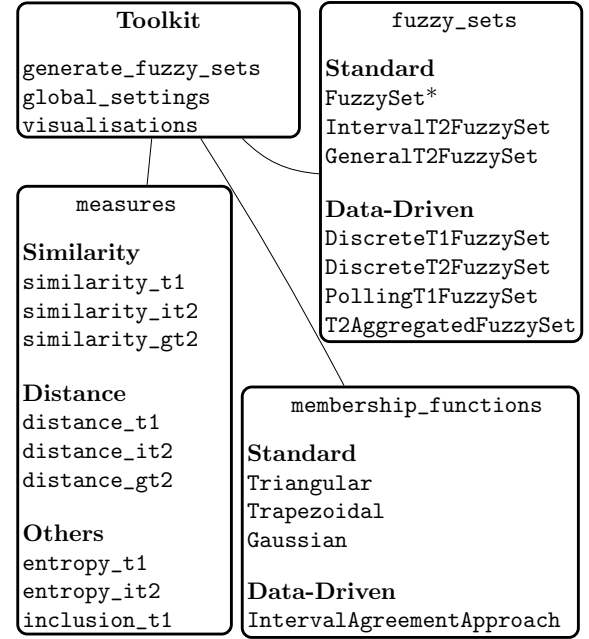 Toolkit
generate_fuzzy_sets
global_settings
visualisations
fuzzy_sets
Standard
FuzzySet*
IntervalT2FuzzySet
GeneralT2FuzzySet
Data-Driven
DiscreteT1FuzzySet
DiscreteT2FuzzySet
PollingT1FuzzySet
T2AggregatedFuzzySet
measures
Similarity
similarity_t1
similarity_it2
similarity_gt2
Distance
distance_t1
distance_it2
distance_gt2
Others
entropy_t1
entropy_it2
inclusion_t1
membership_functions
Standard
Triangular
Trapezoidal
Gaussian
Data-Driven
IntervalAgreementApproach